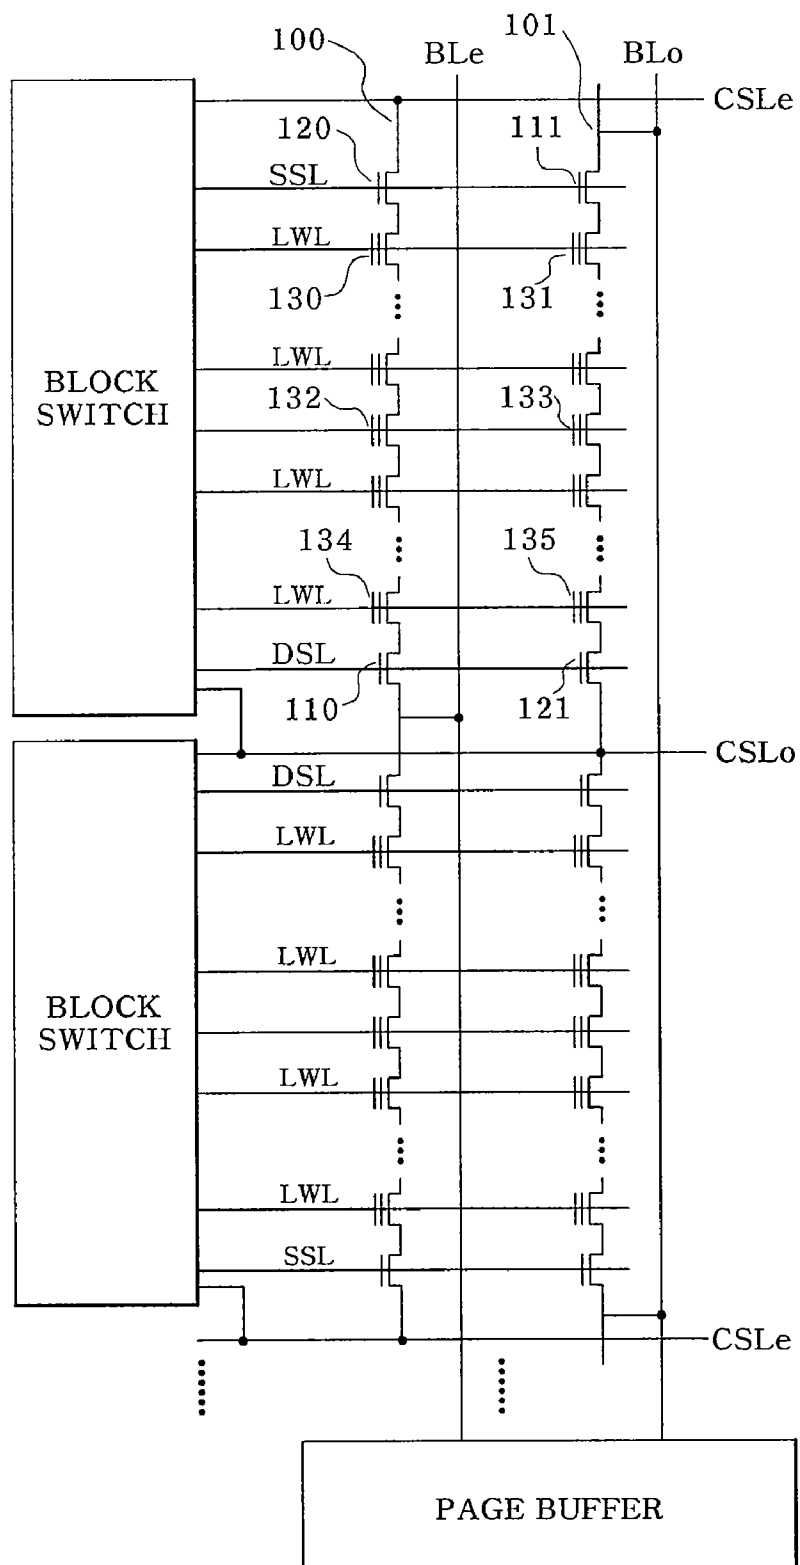 100
BLe
101
BLo
CSLe
120
111
SSL
LWL
130
131
LWL
BLOCK
SWITCH
132
133
LWL
134
135
LWL
DSL
110
121
CSLo
DSL
LWL
LWL
BLOCK
SWITCH
LWL
LWL
SSL
CSLe
PAGE BUFFER